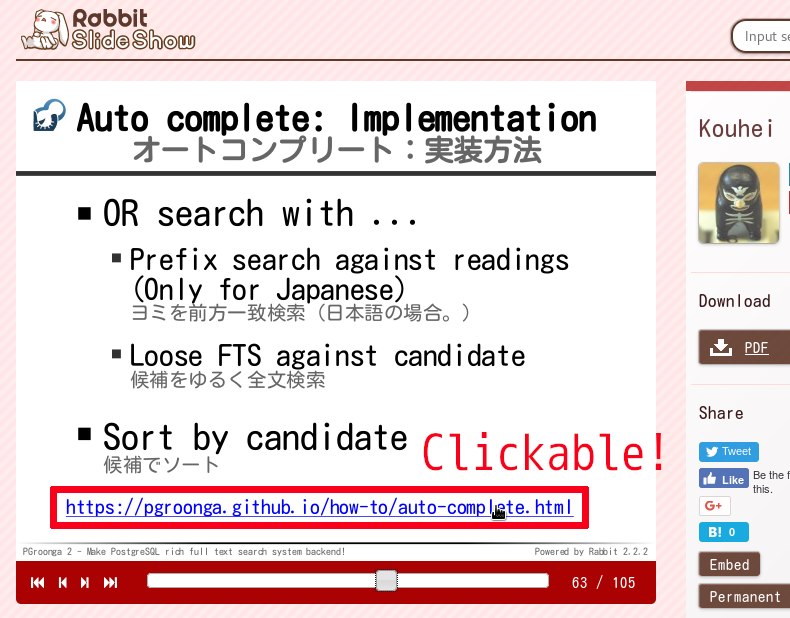 Rabbit
SlideShow
Input se
Auto complete: Implementation
オートコンプリート：実装方法
OR search with ...
Prefix search against readings
(Only for Japanese)
ヨミを前方一致検索（日本語の場合。）
Loose FTS against candidate
候補をゆるく全文検索
Sort by candidate
候補でソート
Clickable!
https://pgroonga.github.io/how-to/auto-complete.html
PGroonga 2 - Make PostgreSQL rich full text search system backend!
Powered by Rabbit 2.2.2
63 / 105
Kouhei
Download
PDF
Share
Tweet
Like
Be the f
this.
G+
B! 0
Embed
Permanent